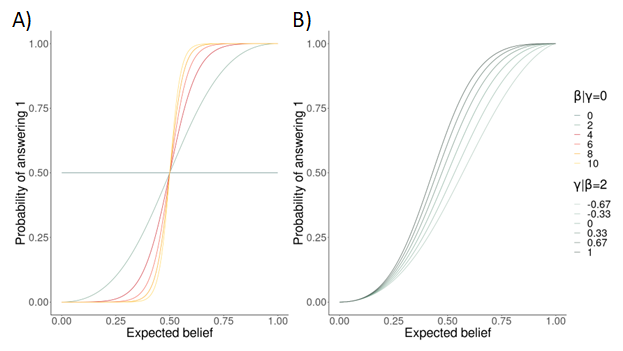 A)
B)
Probability of answering 1
1.00
0.75
0.50
0.25
0.00
0.00 0.25 0.50 0.75 1.00
Expected belief
Probability of answering 1
1.00
0.75
0.50
0.25
0.00
0.00 0.25 0.50 0.75 1.00
Expected belief
β|γ=0
0
2
4
6
8
10
γ|β=2
-0.67
-0.33
0
0.33
0.67
1